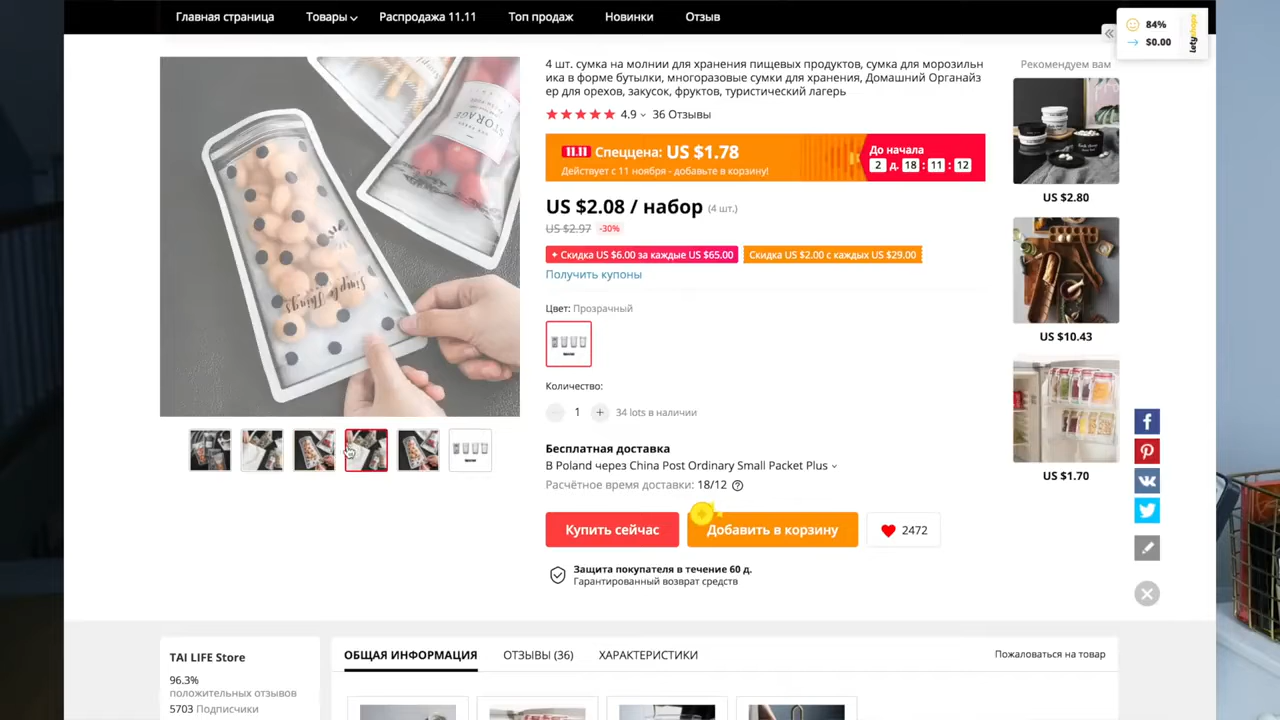 Главная страница
Товары
Распродажа 11.11
Топ продаж
Новинки
Отзыв
84%
$0.00
letyshops
4 шт. сумка на молнии для хранения пищевых продуктов, сумка для морозильн
ика в форме бутылки, многоразовые сумки для хранения, Домашний Органайз
ер для орехов, закусок, фруктов, туристический лагерь
4.9
36 Отзывы
11.11 Спеццена: US $1.78
Действует с 11 ноября - добавьте в корзину!
До начала
2 д. 18 : 11 : 12
US $2.08 / набор (4 шт.)
US $2.97 -30%
Скидка US $6.00 за каждые US $65.00
Скидка US $2.00 с каждых US $29.00
Получить купоны
Цвет: Прозрачный
Количество:
1
34 lots в наличии
Бесплатная доставка
В Poland через China Post Ordinary Small Packet Plus
Расчётное время доставки: 18/12
Купить сейчас
Добавить в корзину
2472
Защита покупателя в течение 60 д.
Гарантированный возврат средств
STORAGE
Simple Things
Рекомендуем вам
US $2.80
US $10.43
US $1.70
TAI LIFE Store
96.3%
положительных отзывов
5703 Подписчики
ОБЩАЯ ИНФОРМАЦИЯ
ОТЗЫВЫ (36)
ХАРАКТЕРИСТИКИ
Пожаловаться на товар